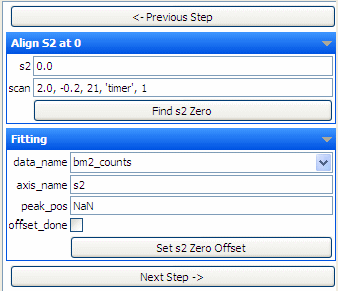 <- Previous Step
Align S2 at 0
s2 0.0
scan 2.0, -0.2, 21, 'timer', 1
Find s2 Zero
Fitting
data_name bm2_counts
axis_name s2
peak_pos NaN
offset_done
Set s2 Zero Offset
Next Step ->